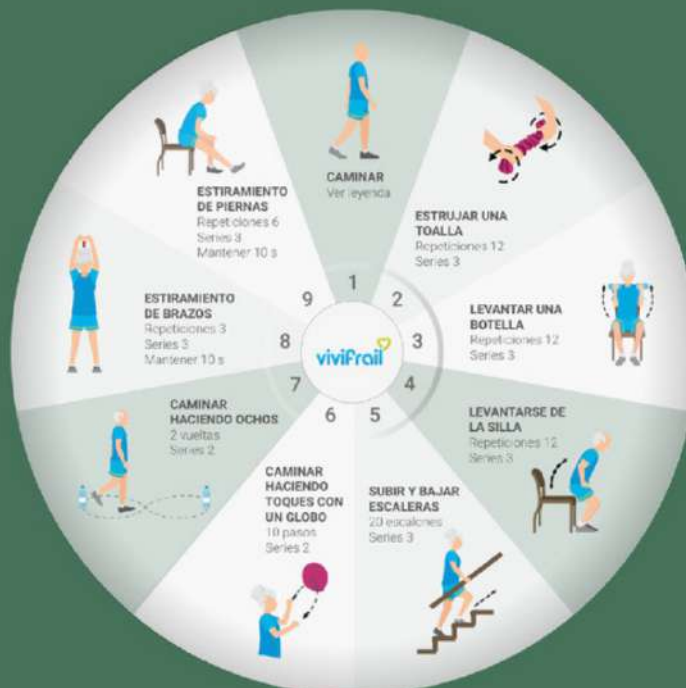 CAMINAR
Ver leyenda
1
ESTRUJAR UNA
TOALLA
Repeticiones 12
Series 3
2
LEVANTAR UNA
BOTELLA
Repeticiones 12
Series 3
3
LEVANTARSE DE
LA SILLA
Repeticiones 12
Series 3
4
SUBIR Y BAJAR
ESCALERAS
20 escalones
Series 3
5
CAMINAR
HACIENDO
TOQUES CON
UN GLOBO
10 pasos
Series 2
6
CAMINAR
HACIENDO OCHOS
2 vueltas
Series 2
7
ESTIRAMIENTO
DE BRAZOS
Repeticiones 3
Series 3
Mantener 10 s
8
ESTIRAMIENTO
DE PIERNAS
Repeticiones 6
Series 3
Mantener 10 s
9
vivifrail